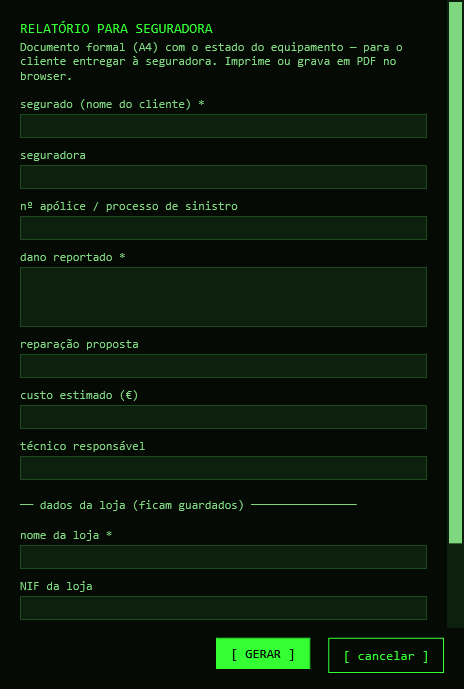 RELATÓRIO PARA SEGURADORA
Documento formal (A4) com o estado do equipamento — para o
cliente entregar à seguradora. Imprime ou grava em PDF no
browser.
segurado (nome do cliente) *
seguradora
nº apólice / processo de sinistro
dano reportado *
reparação proposta
custo estimado (€)
técnico responsável
── dados da loja (ficam guardados) ────────────────
nome da loja *
NIF da loja
[ GERAR ] [ cancelar ]